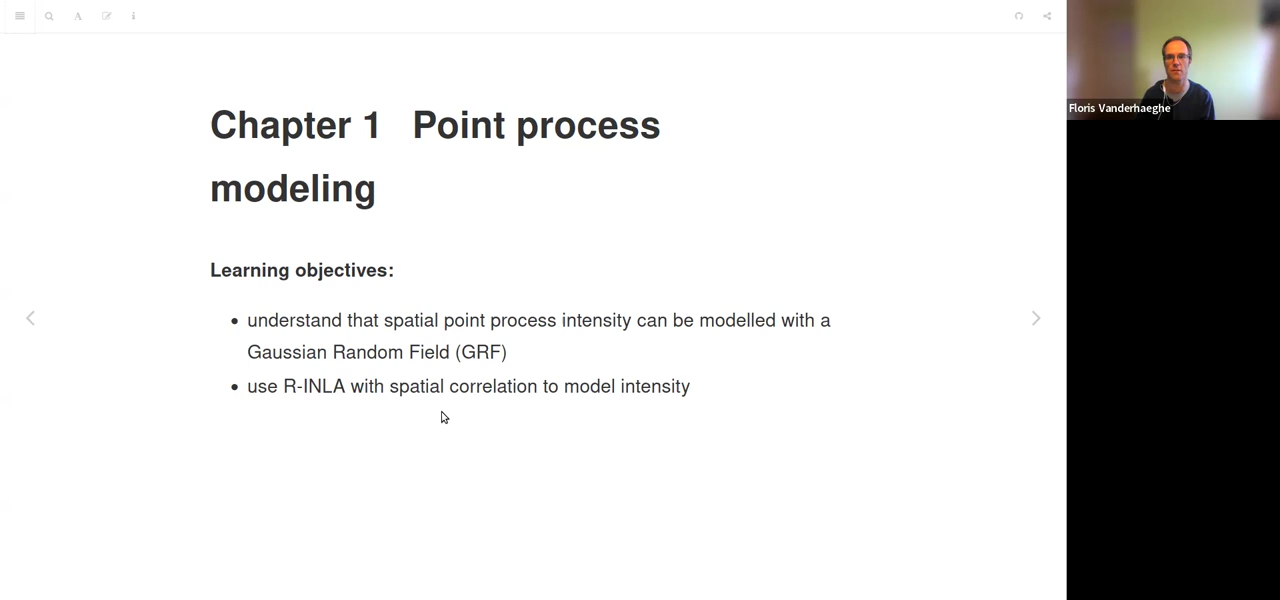 Chapter 1 Point process
modeling
Learning objectives:
understand that spatial point process intensity can be modelled with a
Gaussian Random Field (GRF)
use R-INLA with spatial correlation to model intensity
Floris Vanderhaeghe